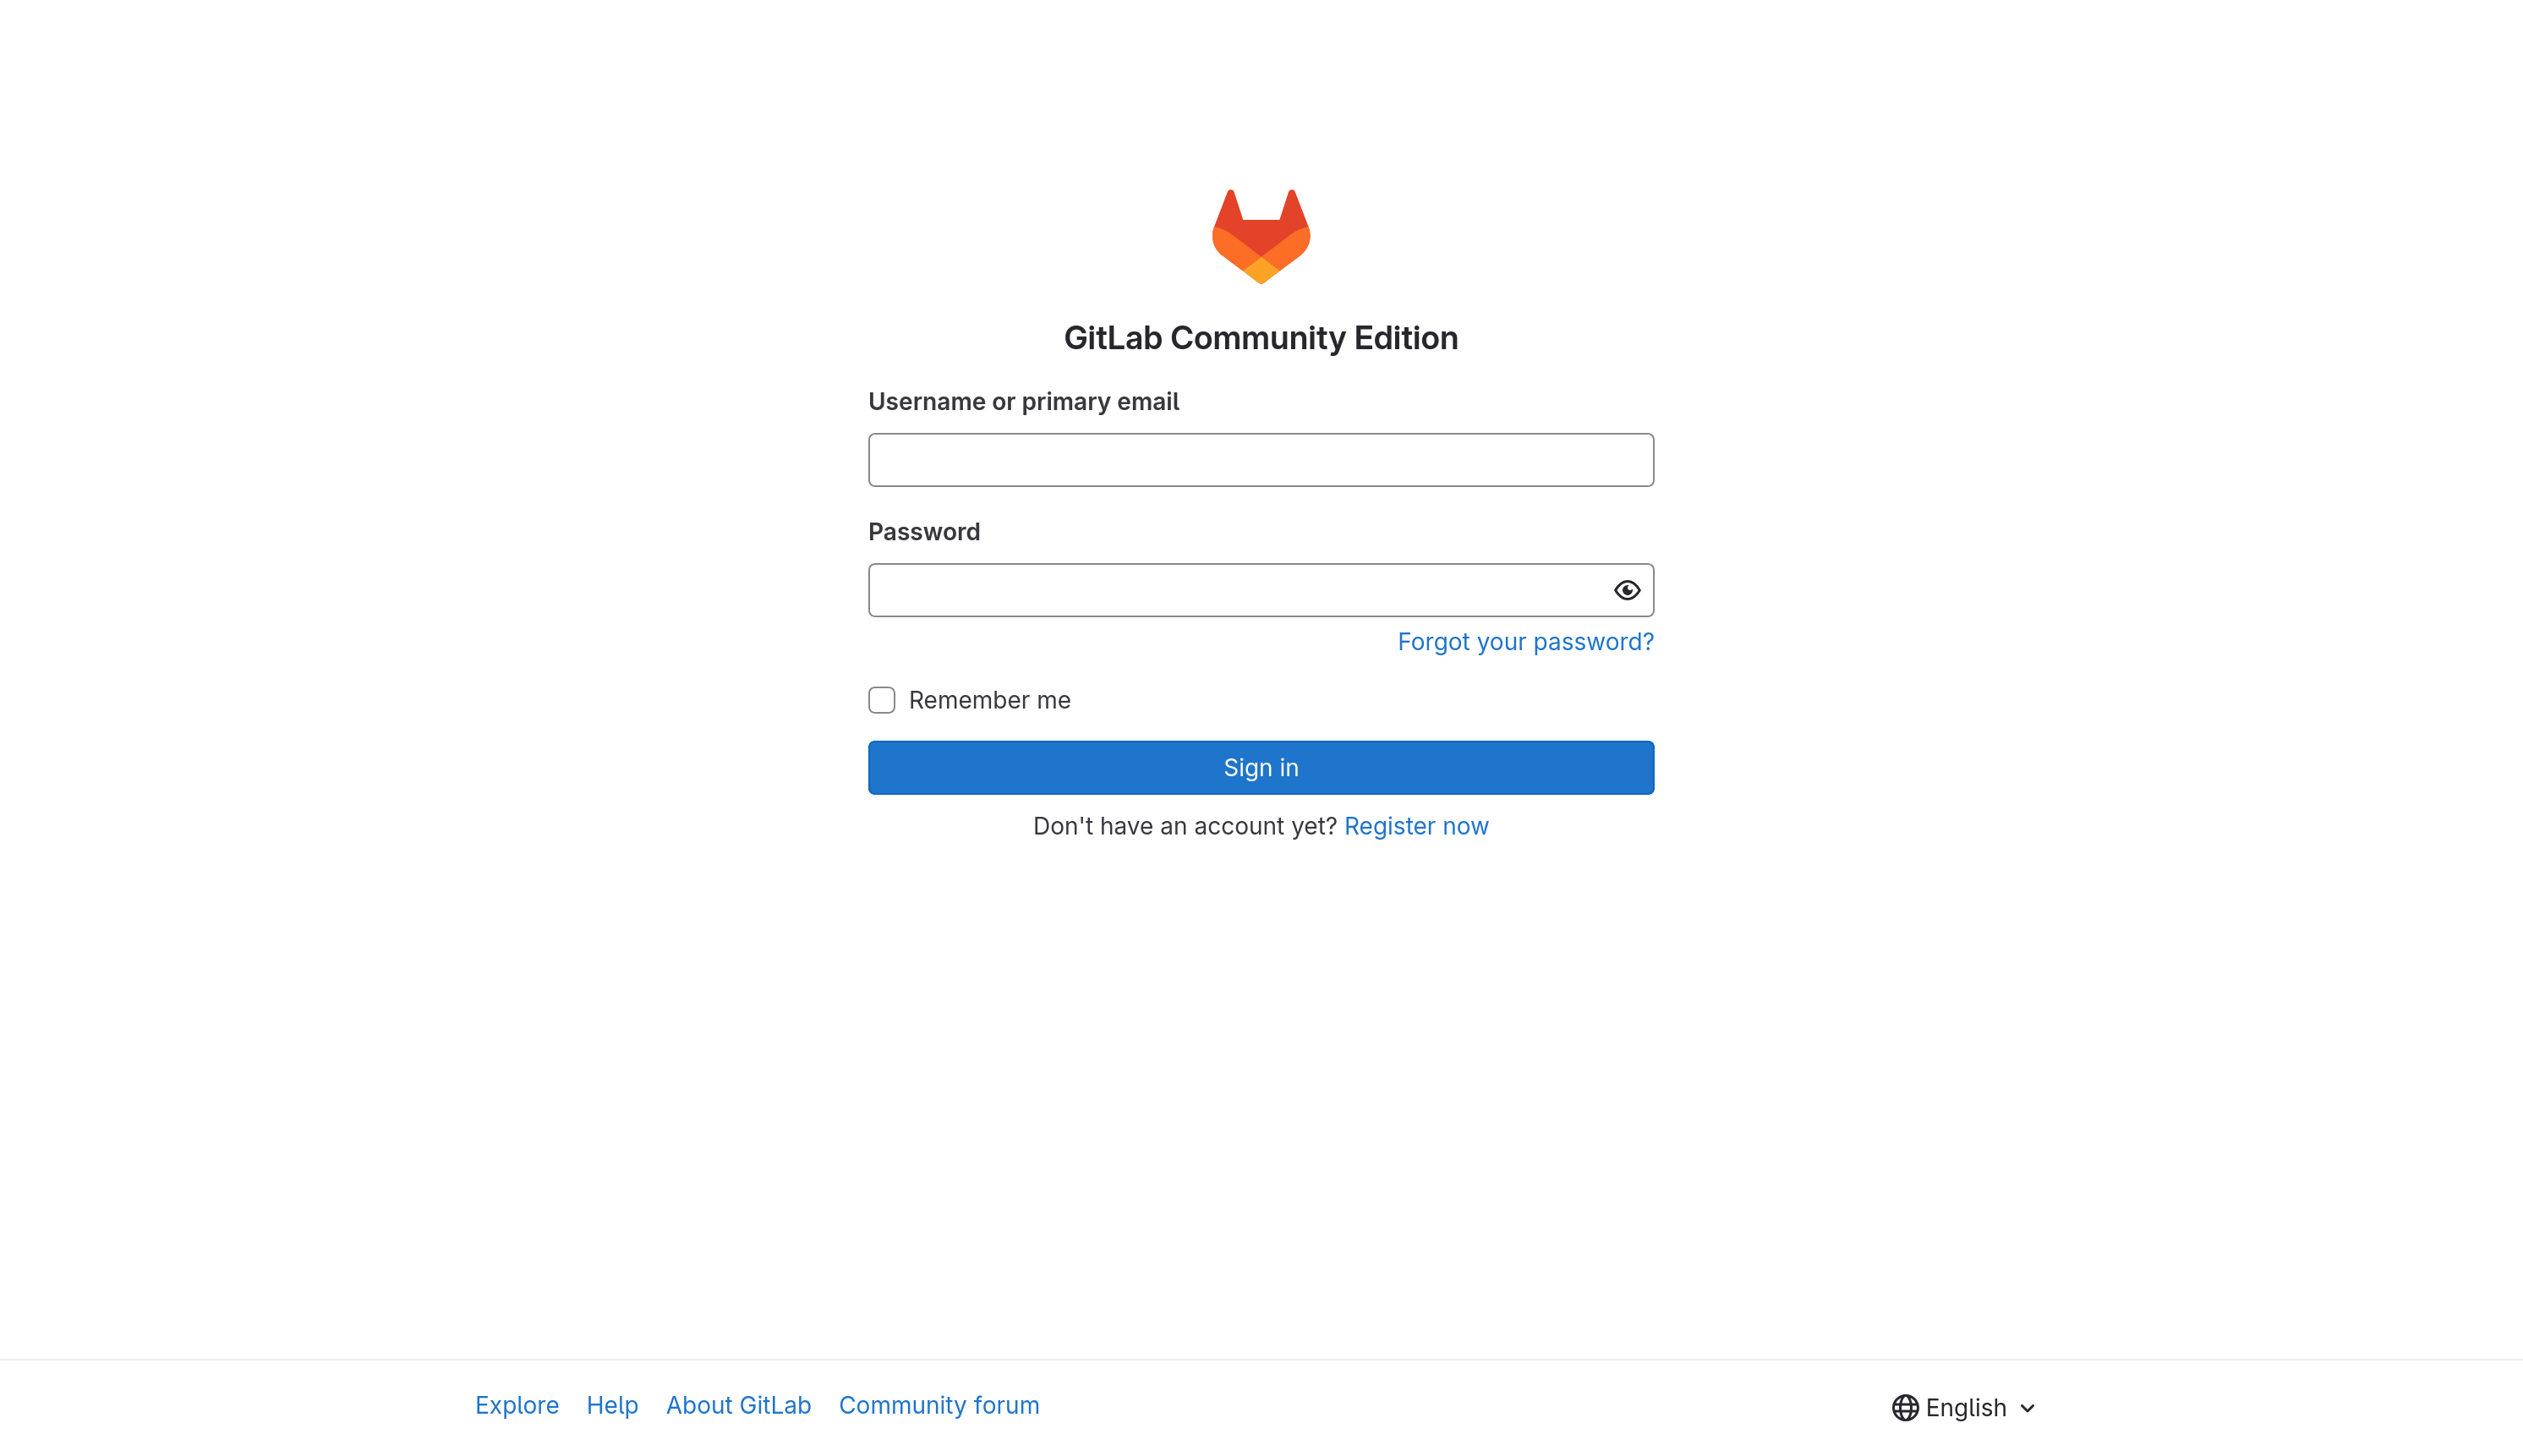 GitLab Community Edition
Username or primary email
Password
Forgot your password?
Remember me
Sign in
Don't have an account yet? Register now
Explore Help About GitLab Community forum English